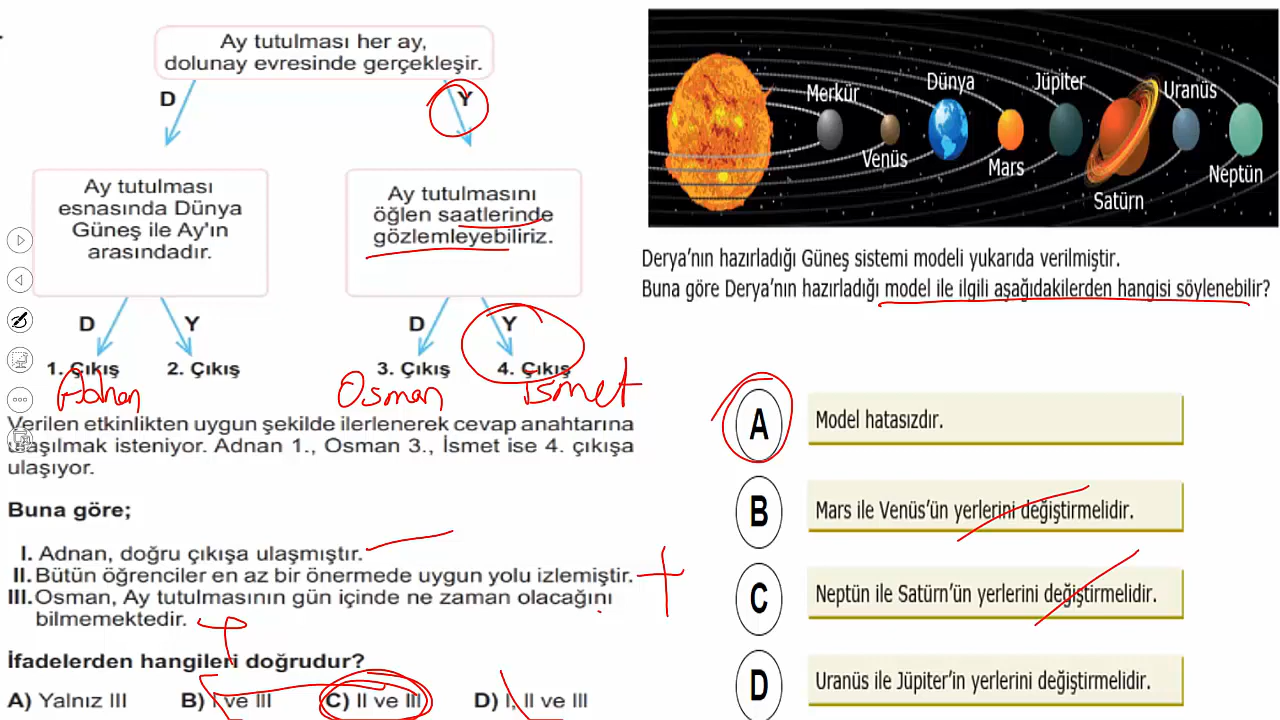 Ay tutulması her ay,
dolunay evresinde gerçekleşir.
D
Y
Ay tutulması
esnasında Dünya
Güneş ile Ay'ın
arasındadır.
Ay tutulmasını
öğlen saatlerinde
gözlemleyebiliriz.
D
Y
D
Y
1. Çıkış
2. Çıkış
3. Çıkış
4. Çıkış
Adnan
Osman
İsmet
Verilen etkinlikten uygun şekilde ilerlenerek cevap anahtarına
ulaşılmak isteniyor. Adnan 1., Osman 3., İsmet ise 4. çıkışa
ulaşıyor.
Buna göre;
I. Adnan, doğru çıkışa ulaşmıştır.
II. Bütün öğrenciler en az bir önermede uygun yolu izlemiştir.
III. Osman, Ay tutulmasının gün içinde ne zaman olacağını
bilmemektedir.
İfadelerden hangileri doğrudur?
A) Yalnız III
B) I ve III
C) II ve III
D) I, II ve III
Merkür
Venüs
Dünya
Mars
Jüpiter
Satürn
Uranüs
Neptün
Derya'nın hazırladığı Güneş sistemi modeli yukarıda verilmiştir.
Buna göre Derya'nın hazırladığı model ile ilgili aşağıdakilerden hangisi söylenebilir?
A
Model hatasızdır.
B
Mars ile Venüs'ün yerlerini değiştirmelidir.
C
Neptün ile Satürn'ün yerlerini değiştirmelidir.
D
Uranüs ile Jüpiter'in yerlerini değiştirmelidir.